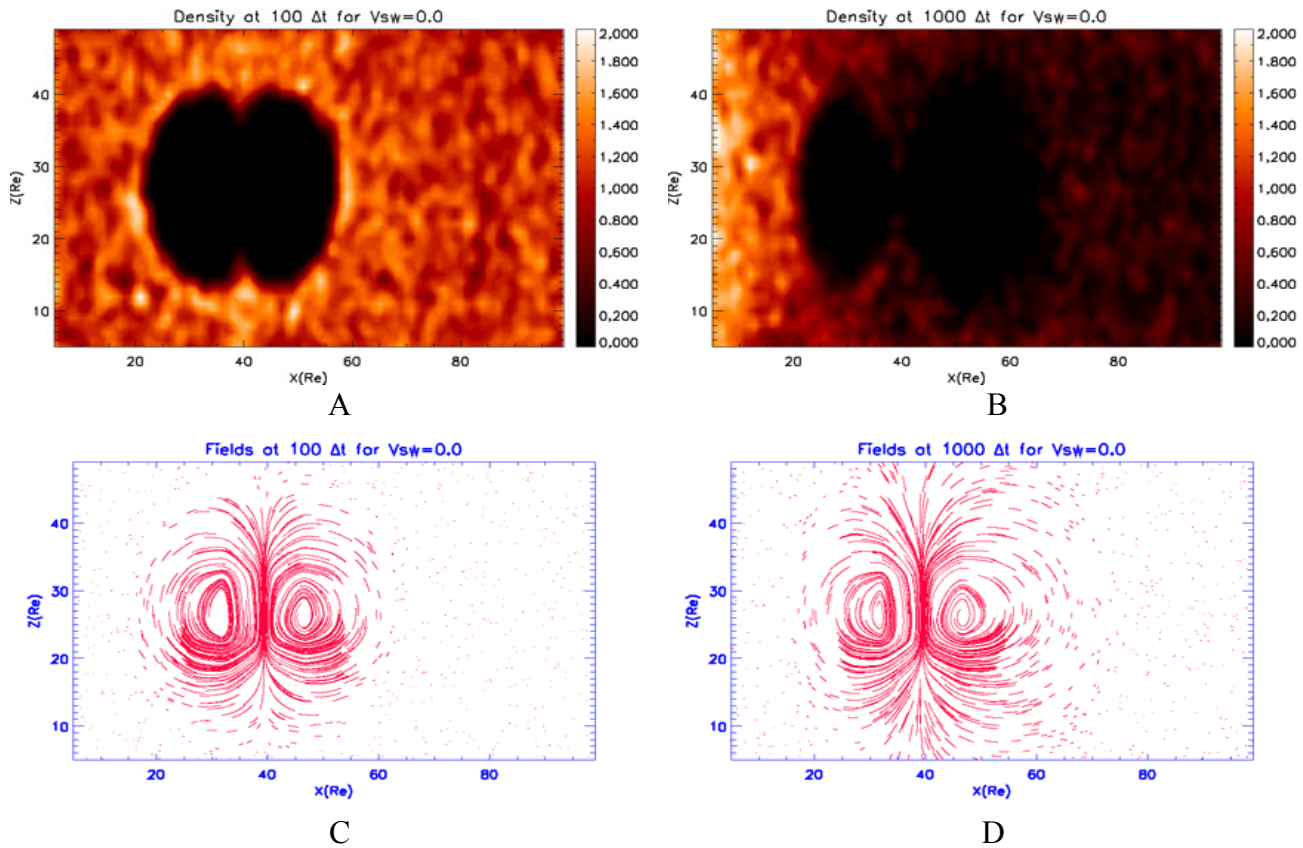 Density at 100 Δt for Vsw=0.0
Z(Re)
40
30
20
10
20 40 60 80
X(Re)
2,000
1,800
1,600
1,400
1,200
1,000
0,800
0,600
0,400
0,200
0,000
A
Density at 1000 Δt for Vsw=0.0
Z(Re)
40
30
20
10
20 40 60 80
X(Re)
2,000
1,800
1,600
1,400
1,200
1,000
0,800
0,600
0,400
0,200
0,000
B
Fields at 100 Δt for Vsw=0.0
Z(Re)
40
30
20
10
20 40 60 80
X(Re)
C
Fields at 1000 Δt for Vsw=0.0
Z(Re)
40
30
20
10
20 40 60 80
X(Re)
D